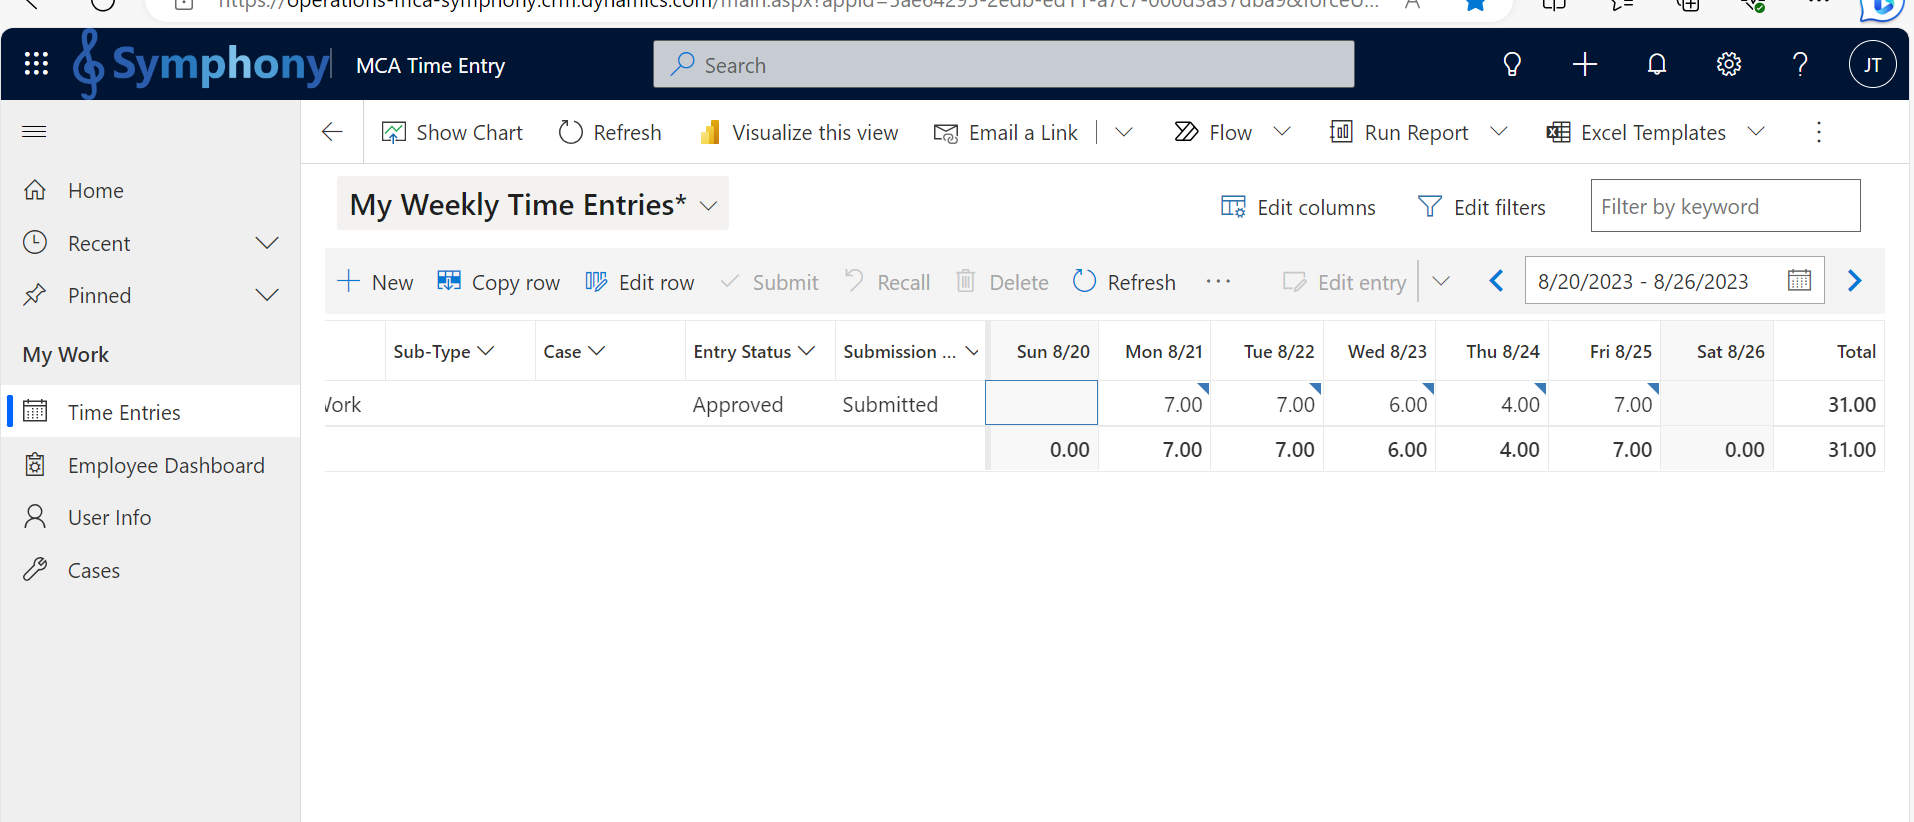 https://operations-mca-symphony.crm.dynamics.com/main.aspx?appid=
Symphony MCA Time Entry Search JT
Show Chart Refresh Visualize this view Email a Link Flow Run Report Excel Templates
Home
Recent
Pinned
My Work
Time Entries
Employee Dashboard
User Info
Cases
My Weekly Time Entries* Edit columns Edit filters Filter by keyword
New Copy row Edit row Submit Recall Delete Refresh ... Edit entry 8/20/2023 - 8/26/2023
Sub-Type Case Entry Status Submission ... Sun 8/20 Mon 8/21 Tue 8/22 Wed 8/23 Thu 8/24 Fri 8/25 Sat 8/26 Total
Work Approved Submitted 7.00 7.00 6.00 4.00 7.00 31.00
0.00 7.00 7.00 6.00 4.00 7.00 0.00 31.00